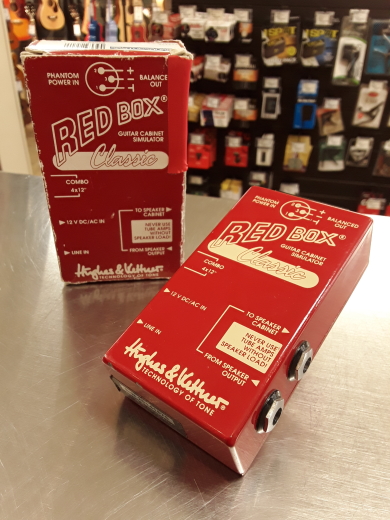 PHANTOM
POWER IN
BALANCE
OUT
RED BOX®
GUITAR CABINET
SIMULATOR
Classic
COMBO
4x12"
TO SPEAKER
CABINET
12 V DC/AC IN
NEVER USE
TUBE AMPS
WITHOUT
SPEAKER LOAD!
LINE IN
FROM SPEAKER
OUTPUT
Hughes & Kettner
TECHNOLOGY OF TONE
PHANTOM
POWER IN
BALANCED
OUT
RED BOX®
GUITAR CABINET
SIMULATOR
Classic
COMBO
4x12"
12 V DC/AC IN
TO SPEAKER
CABINET
LINE IN
NEVER USE
TUBE AMPS
WITHOUT
SPEAKER LOAD!
FROM SPEAKER
OUTPUT
Hughes & Kettner®
TECHNOLOGY OF TONE